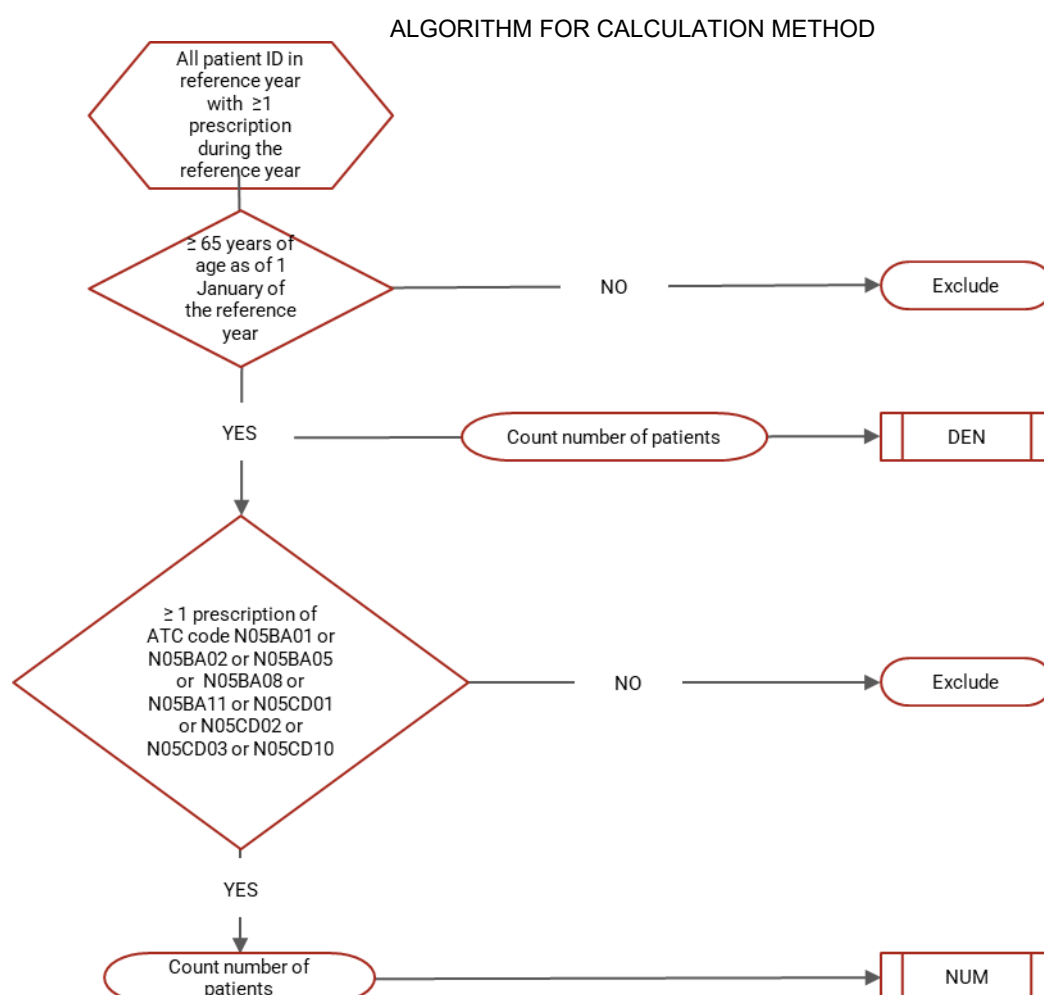 ALGORITHM FOR CALCULATION METHOD
All patient ID in
reference year
with ≥1
prescription
during the
reference year
≥ 65 years of
age as of 1
January of
the reference
year
NO
Exclude
YES
Count number of patients
DEN
≥ 1 prescription of
ATC code N05BA01 or
N05BA02 or N05BA05
or N05BA08 or
N05BA11 or N05CD01
or N05CD02 or
N05CD03 or N05CD10
NO
Exclude
YES
Count number of
patients
NUM